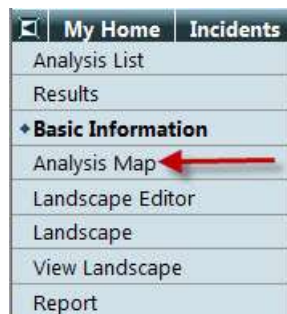 My Home Incidents
Analysis List
Results
Basic Information
Analysis Map
Landscape Editor
Landscape
View Landscape
Report